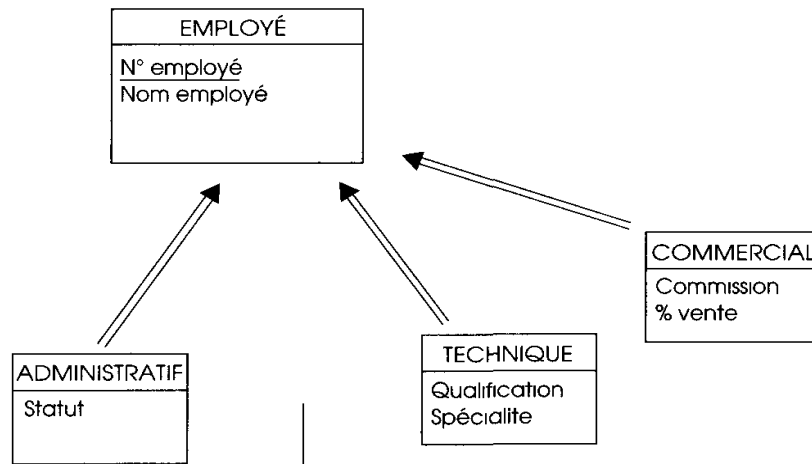 EMPLOYÉ
N° employé
Nom employé
COMMERCIAL
Commission
% vente
TECHNIQUE
Qualification
Spécialite
ADMINISTRATIF
Statut